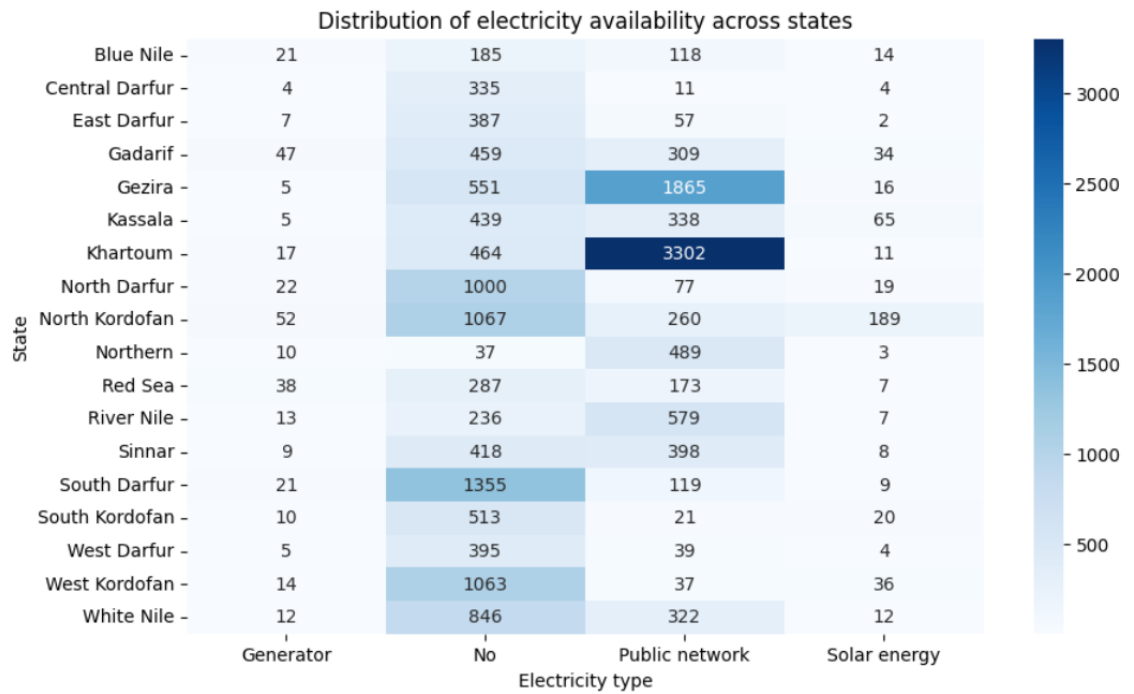 Distribution of electricity availability across states
Blue Nile 21 185 118 14
Central Darfur 4 335 11 4
East Darfur 7 387 57 2
Gadarif 47 459 309 34
Gezira 5 551 1865 16
Kassala 5 439 338 65
Khartoum 17 464 3302 11
North Darfur 22 1000 77 19
North Kordofan 52 1067 260 189
Northern 10 37 489 3
Red Sea 38 287 173 7
River Nile 13 236 579 7
Sinnar 9 418 398 8
South Darfur 21 1355 119 9
South Kordofan 10 513 21 20
West Darfur 5 395 39 4
West Kordofan 14 1063 37 36
White Nile 12 846 322 12
Generator No Public network Solar energy
Electricity type
State
3000
2500
2000
1500
1000
500